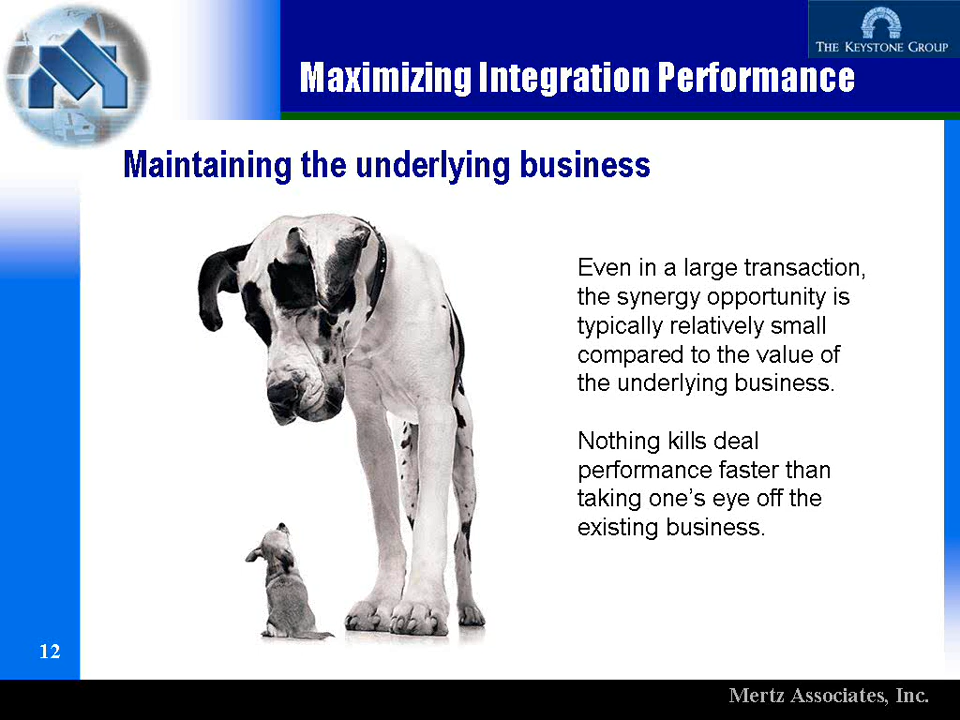 THE KEYSTONE GROUP
Maximizing Integration Performance
Maintaining the underlying business
Even in a large transaction,
the synergy opportunity is
typically relatively small
compared to the value of
the underlying business.
Nothing kills deal
performance faster than
taking one’s eye off the
existing business.
12
Mertz Associates, Inc.